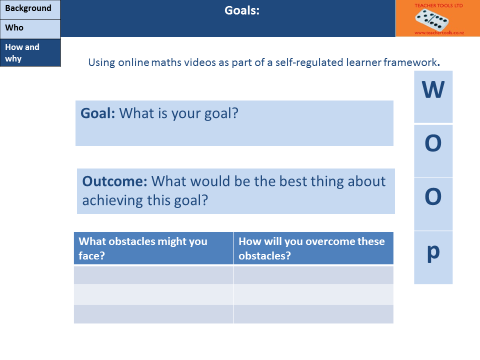 Background
Who
How and
why
Goals:
TEACHER TOOLS LTD
Using online maths videos as part of a self-regulated learner framework.
Goal: What is your goal?
Outcome: What would be the best thing about
achieving this goal?
What obstacles might you
face?
How will you overcome these
obstacles?
W
O
O
p